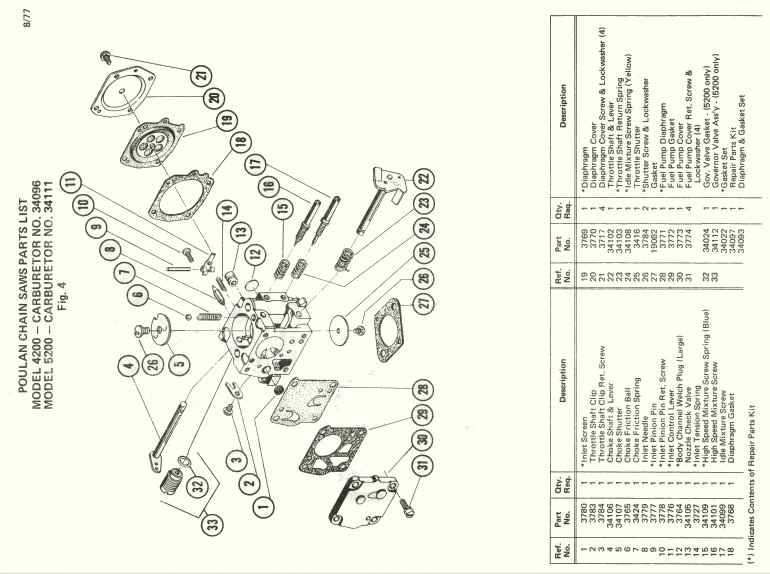 8/77
POULAN CHAIN SAWS PARTS LIST
MODEL 4200 – CARBURETOR NO. 34096
MODEL 5200 – CARBURETOR NO. 34111
Fig. 4
21
20
19
18
17
16
15
14
13
12
11
10
9
8
7
6
26
5
4
22
23
24
25
26
27
28
29
30
31
3
2
1
32
33
Ref. No. Part No. Qty. Req. Description
1 3780 1 *Inlet Screen
2 3783 1 Throttle Shaft Clip
3 3784 1 Throttle Shaft Clip Ret. Screw
4 34106 1 Choke Shaft & Lever
5 34107 1 Choke Shutter
6 3765 1 Choke Friction Ball
7 3424 1 Choke Friction Spring
8 3779 1 *Inlet Needle
9 3777 1 *Inlet Pinion Pin
10 3778 1 *Inlet Pinion Pin Ret. Screw
11 3776 1 *Inlet Control Lever
12 3764 1 *Body Channel Welch Plug (Large)
13 34105 1 Nozzle Check Valve
14 3727 1 *Inlet Tension Spring
15 34109 1 *High Speed Mixture Screw Spring (Blue)
16 34101 1 High Speed Mixture Screw
17 34099 1 Idle Mixture Screw
18 3768 1 Diaphragm Gasket
Ref. No. Part No. Qty. Req. Description
19 3769 1 *Diaphragm
20 3770 1 Diaphragm Cover
21 3717 4 Diaphragm Cover Screw & Lockwasher (4)
22 34102 1 Throttle Shaft & Lever
23 34103 1 *Throttle Shaft Return Spring
24 34108 1 *Idle Mixture Screw Spring (Yellow)
25 3416 1 Throttle Shutter
26 3784 2 *Shutter Screw & Lockwasher
27 19082 1 Gasket
28 3771 1 *Fuel Pump Diaphragm
29 3772 1 *Fuel Pump Gasket
30 3773 1 Fuel Pump Cover
31 3774 4 Fuel Pump Cover Ret. Screw &
Lockwasher (4)
32 34024 1 Gov. Valve Gasket - (5200 only)
33 34112 1 Governor Valve Ass'y - (5200 only)
34022 1 *Gasket Set
34097 Repair Parts Kit
34093 Diaphragm & Gasket Set
(*) Indicates Contents of Repair Parts Kit